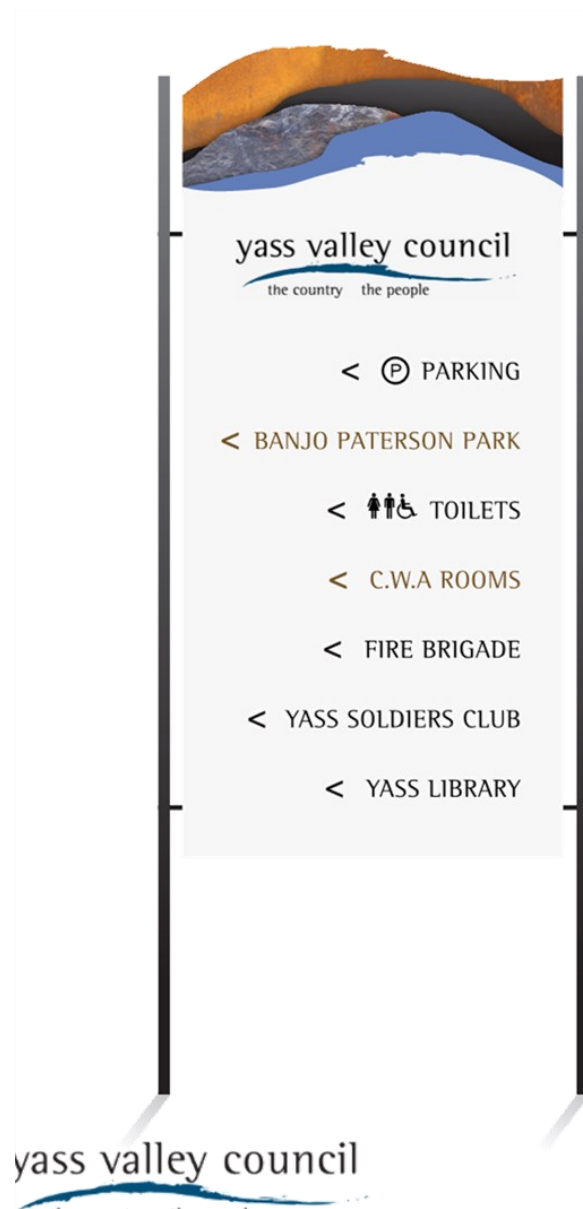 yass valley council
the country the people
< P PARKING
< BANJO PATERSON PARK
< TOILETS
< C.W.A ROOMS
< FIRE BRIGADE
< YASS SOLDIERS CLUB
< YASS LIBRARY
yass valley council